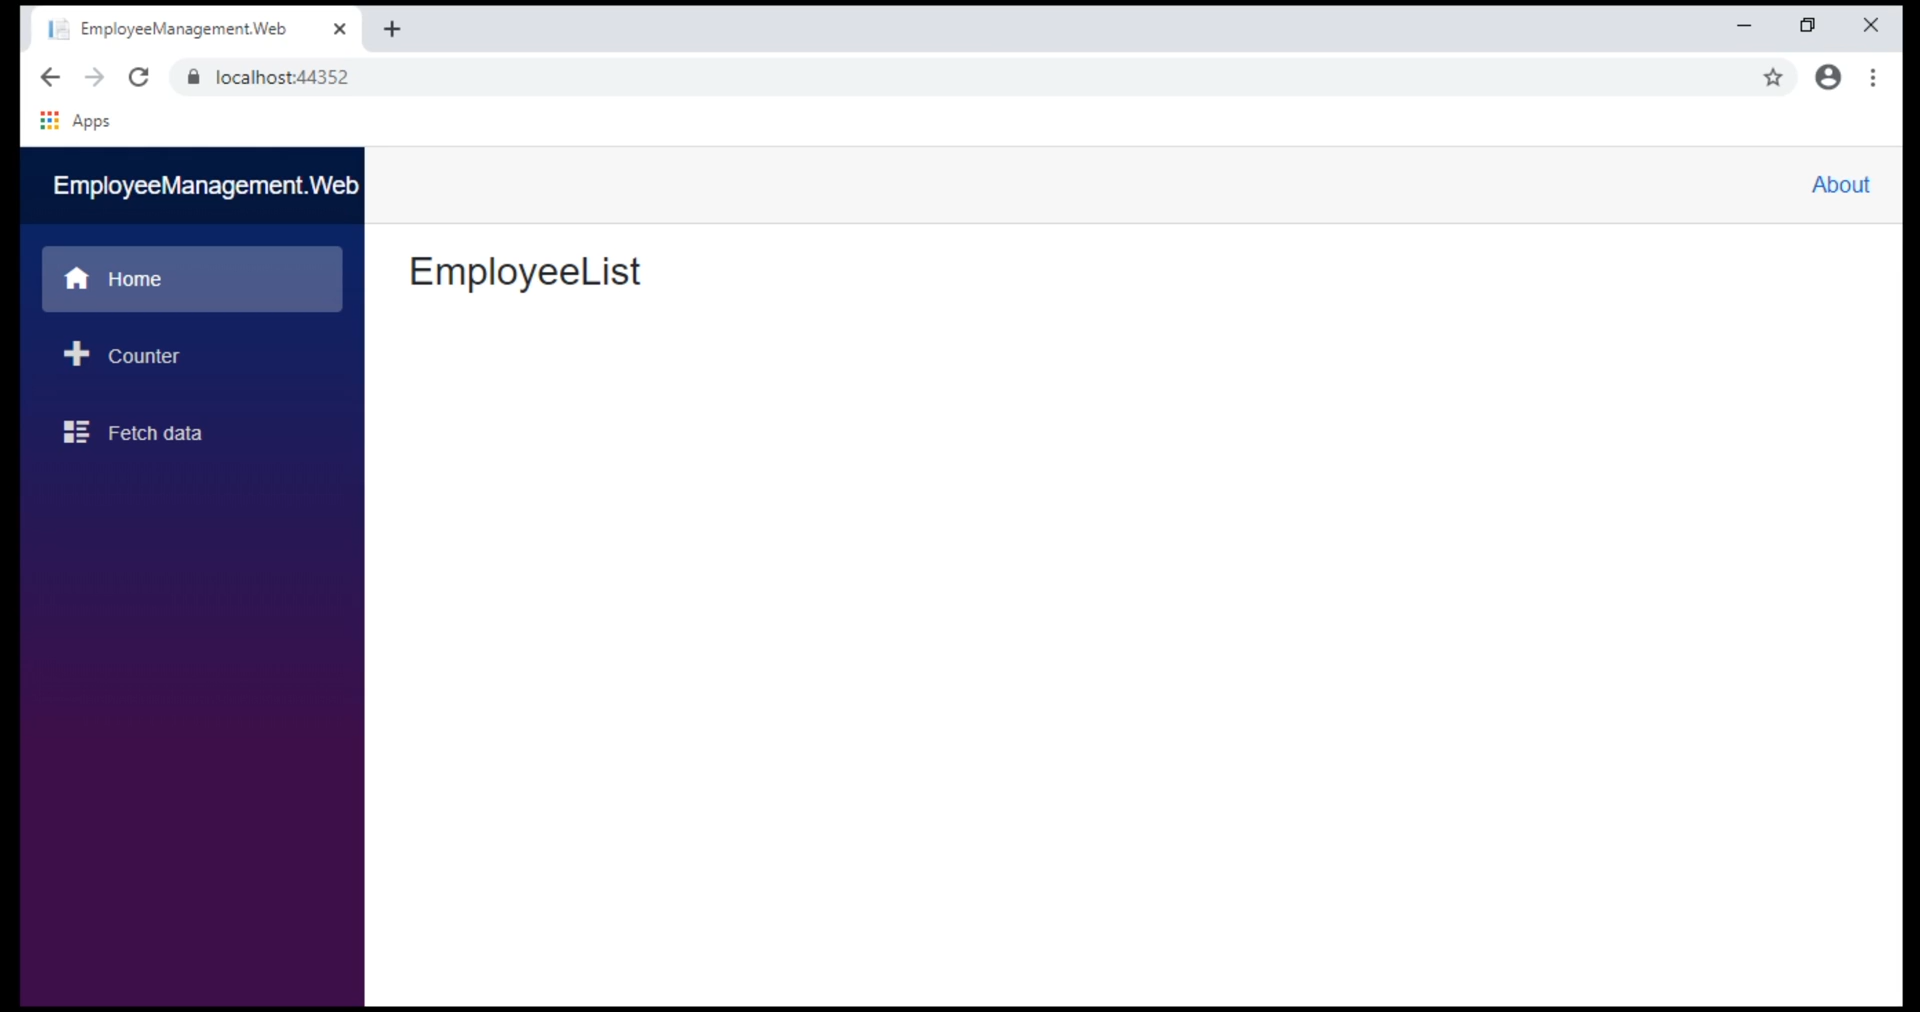 EmployeeManagement.Web
localhost:44352
Apps
EmployeeManagement.Web
About
Home
EmployeeList
Counter
Fetch data